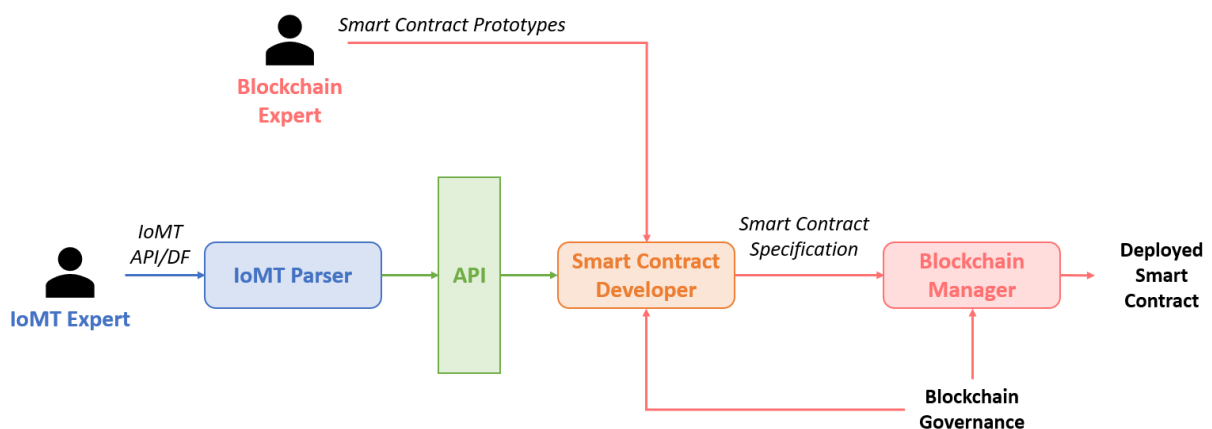 Smart Contract Prototypes
Blockchain
Expert
IoMT
API/DF
IoMT Expert
IoMT Parser
API
Smart Contract
Developer
Smart Contract
Specification
Blockchain
Manager
Deployed
Smart
Contract
Blockchain
Governance